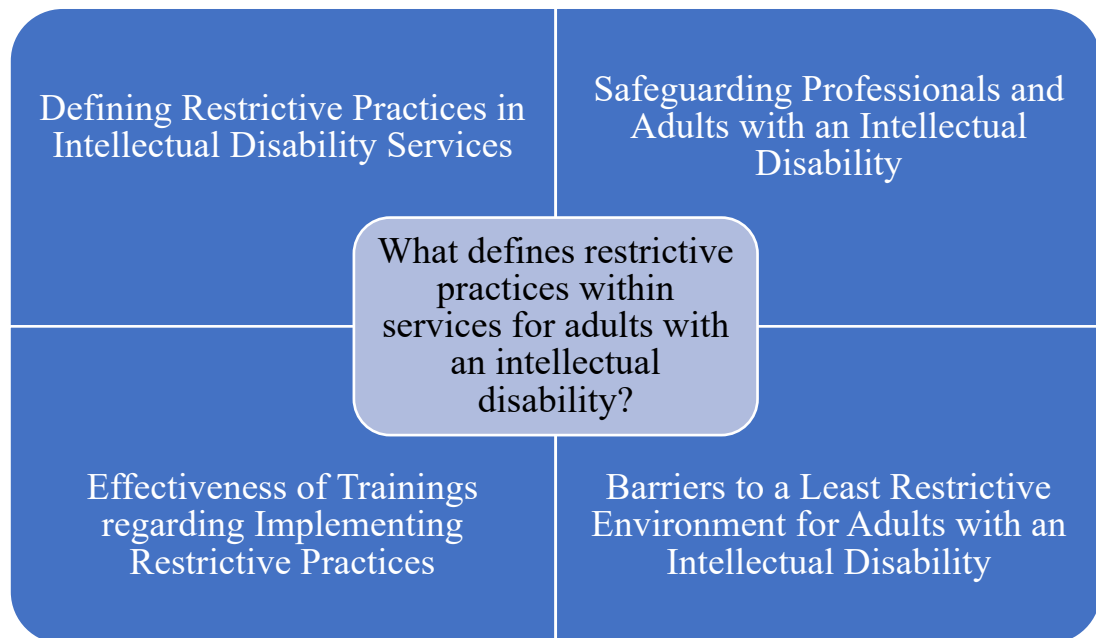 Defining Restrictive Practices in
Intellectual Disability Services
Safeguarding Professionals and
Adults with an Intellectual
Disability
What defines restrictive
practices within
services for adults with
an intellectual
disability?
Effectiveness of Trainings
regarding Implementing
Restrictive Practices
Barriers to a Least Restrictive
Environment for Adults with an
Intellectual Disability